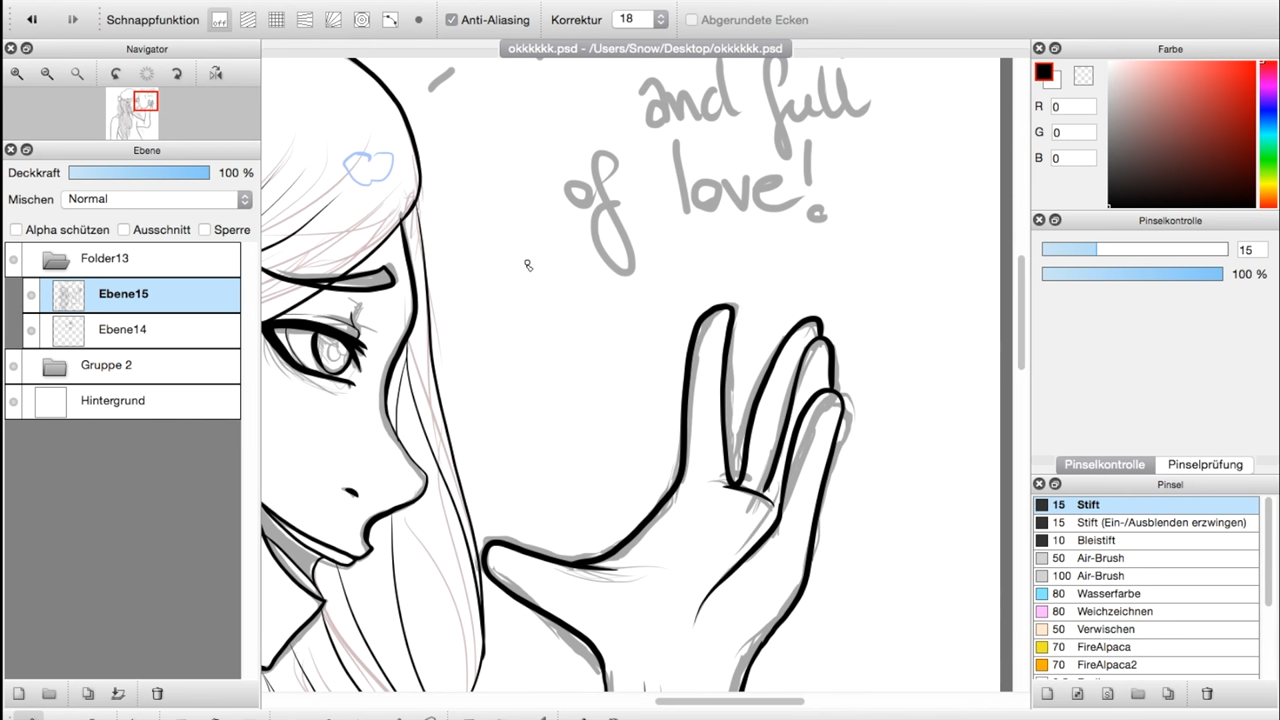 Schnappfunktion off Anti-Aliasing Korrektur 18 Abgerundete Ecken
okkkkkk.psd - /Users/Snow/Desktop/okkkkkk.psd
Navigator
Ebene
Deckkraft 100 %
Mischen Normal
Alpha schützen Ausschnitt Sperre
Folder13
Ebene15
Ebene14
Gruppe 2
Hintergrund
and full
of love!
Farbe
R 0
G 0
B 0
Pinselkontrolle
15
100 %
Pinselkontrolle Pinselprüfung
Pinsel
15 Stift
15 Stift (Ein-/Ausblenden erzwingen)
10 Bleistift
50 Air-Brush
100 Air-Brush
80 Wasserfarbe
80 Weichzeichnen
50 Verwischen
70 FireAlpaca
70 FireAlpaca2